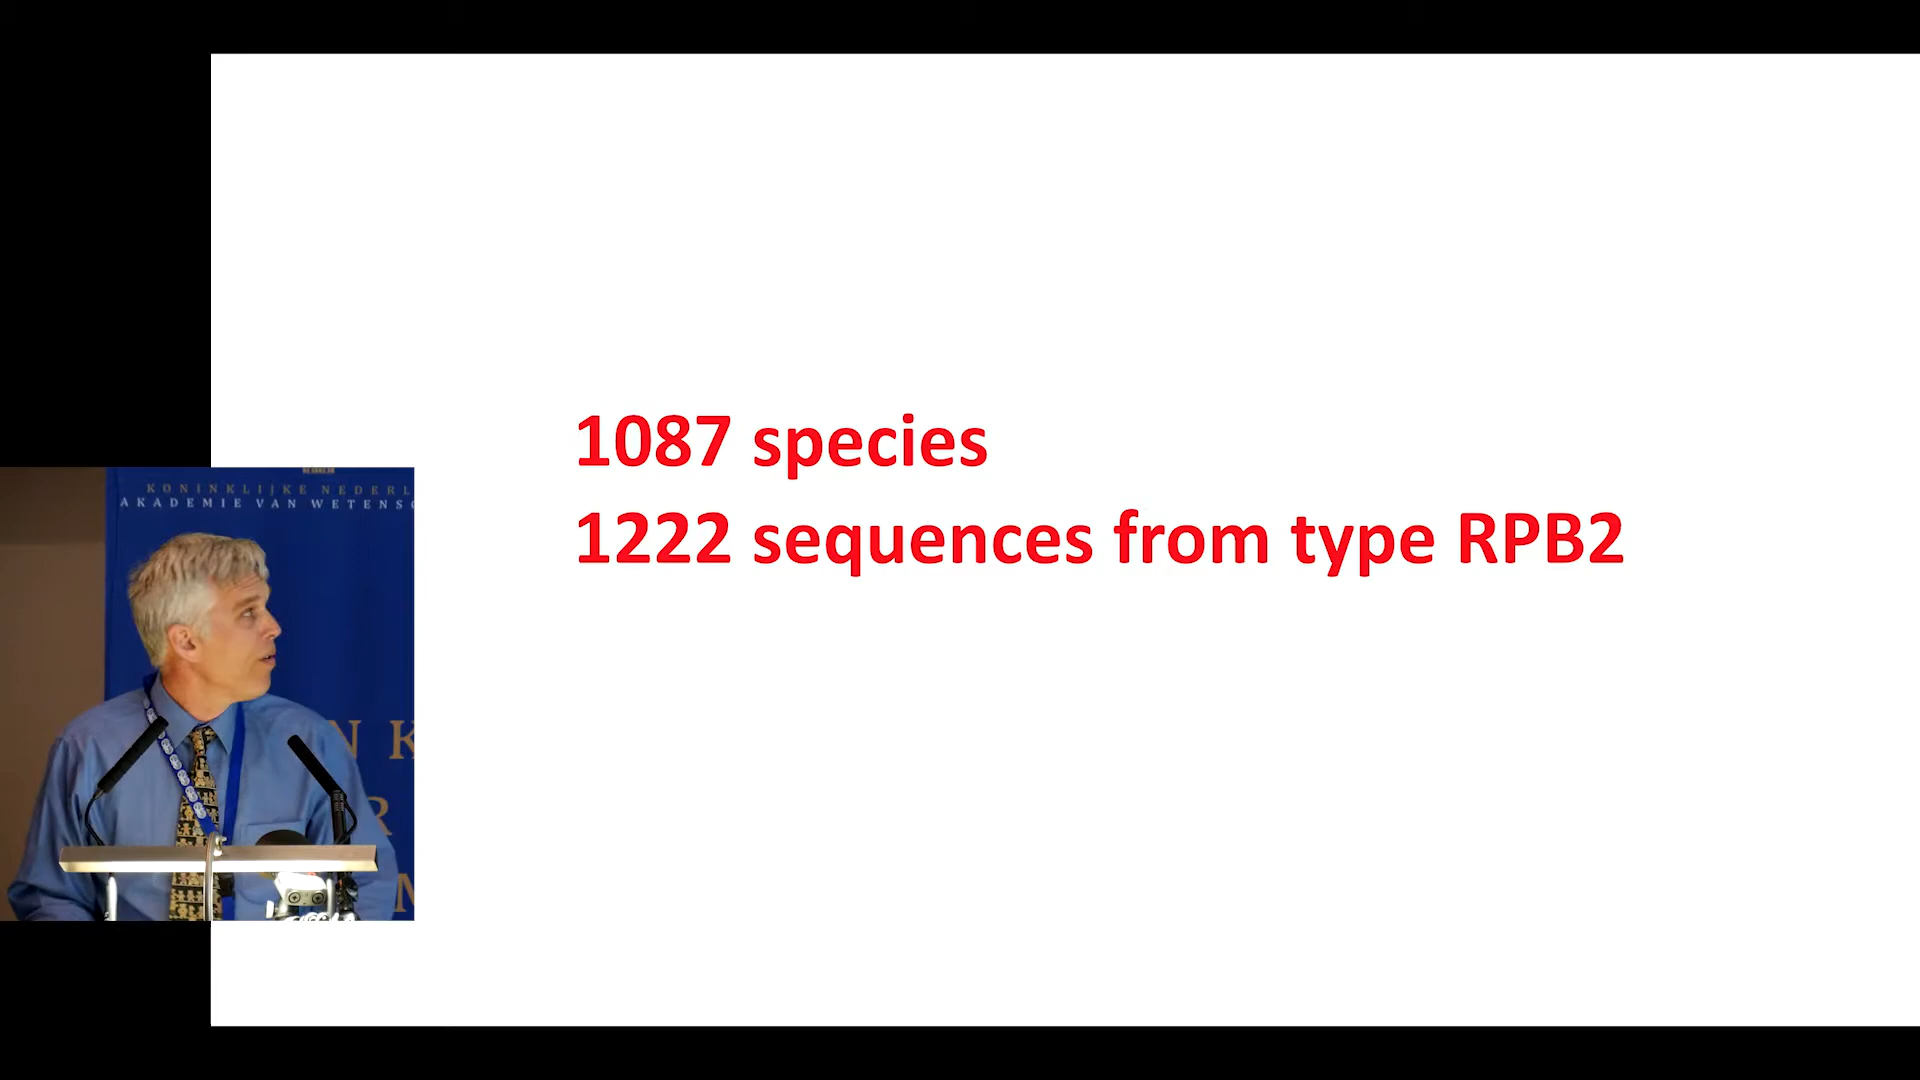 1087 species
1222 sequences from type RPB2
KONINKLIJKE NEDERL
AKADEMIE VAN WETENS
N K
R
M